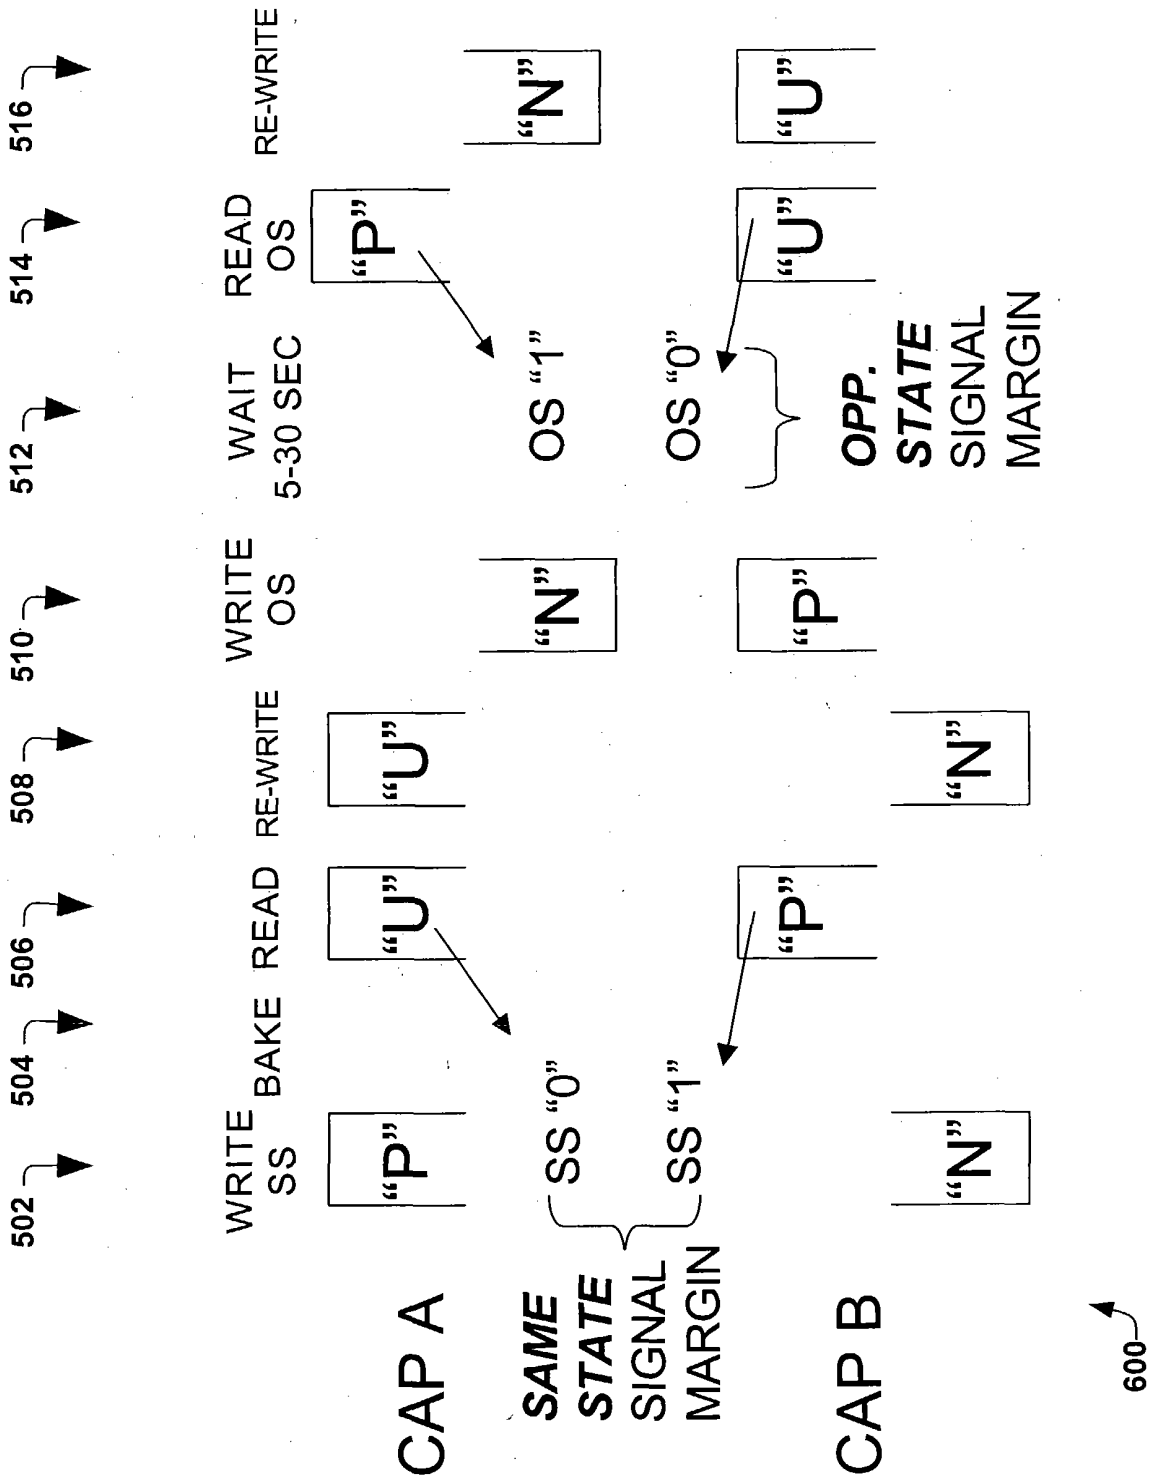 502
504
506
508
510
512
514
516
WRITE
SS
BAKE
READ
RE-WRITE
WRITE
OS
WAIT
5-30 SEC
READ
OS
RE-WRITE
CAP A
“P”
“U”
“U”
“N”
“P”
“N”
SAME
STATE
SIGNAL
MARGIN
SS “0”
SS “1”
OS “1”
OS “0”
OPP.
STATE
SIGNAL
MARGIN
CAP B
“N”
“P”
“N”
“P”
“U”
“U”
600